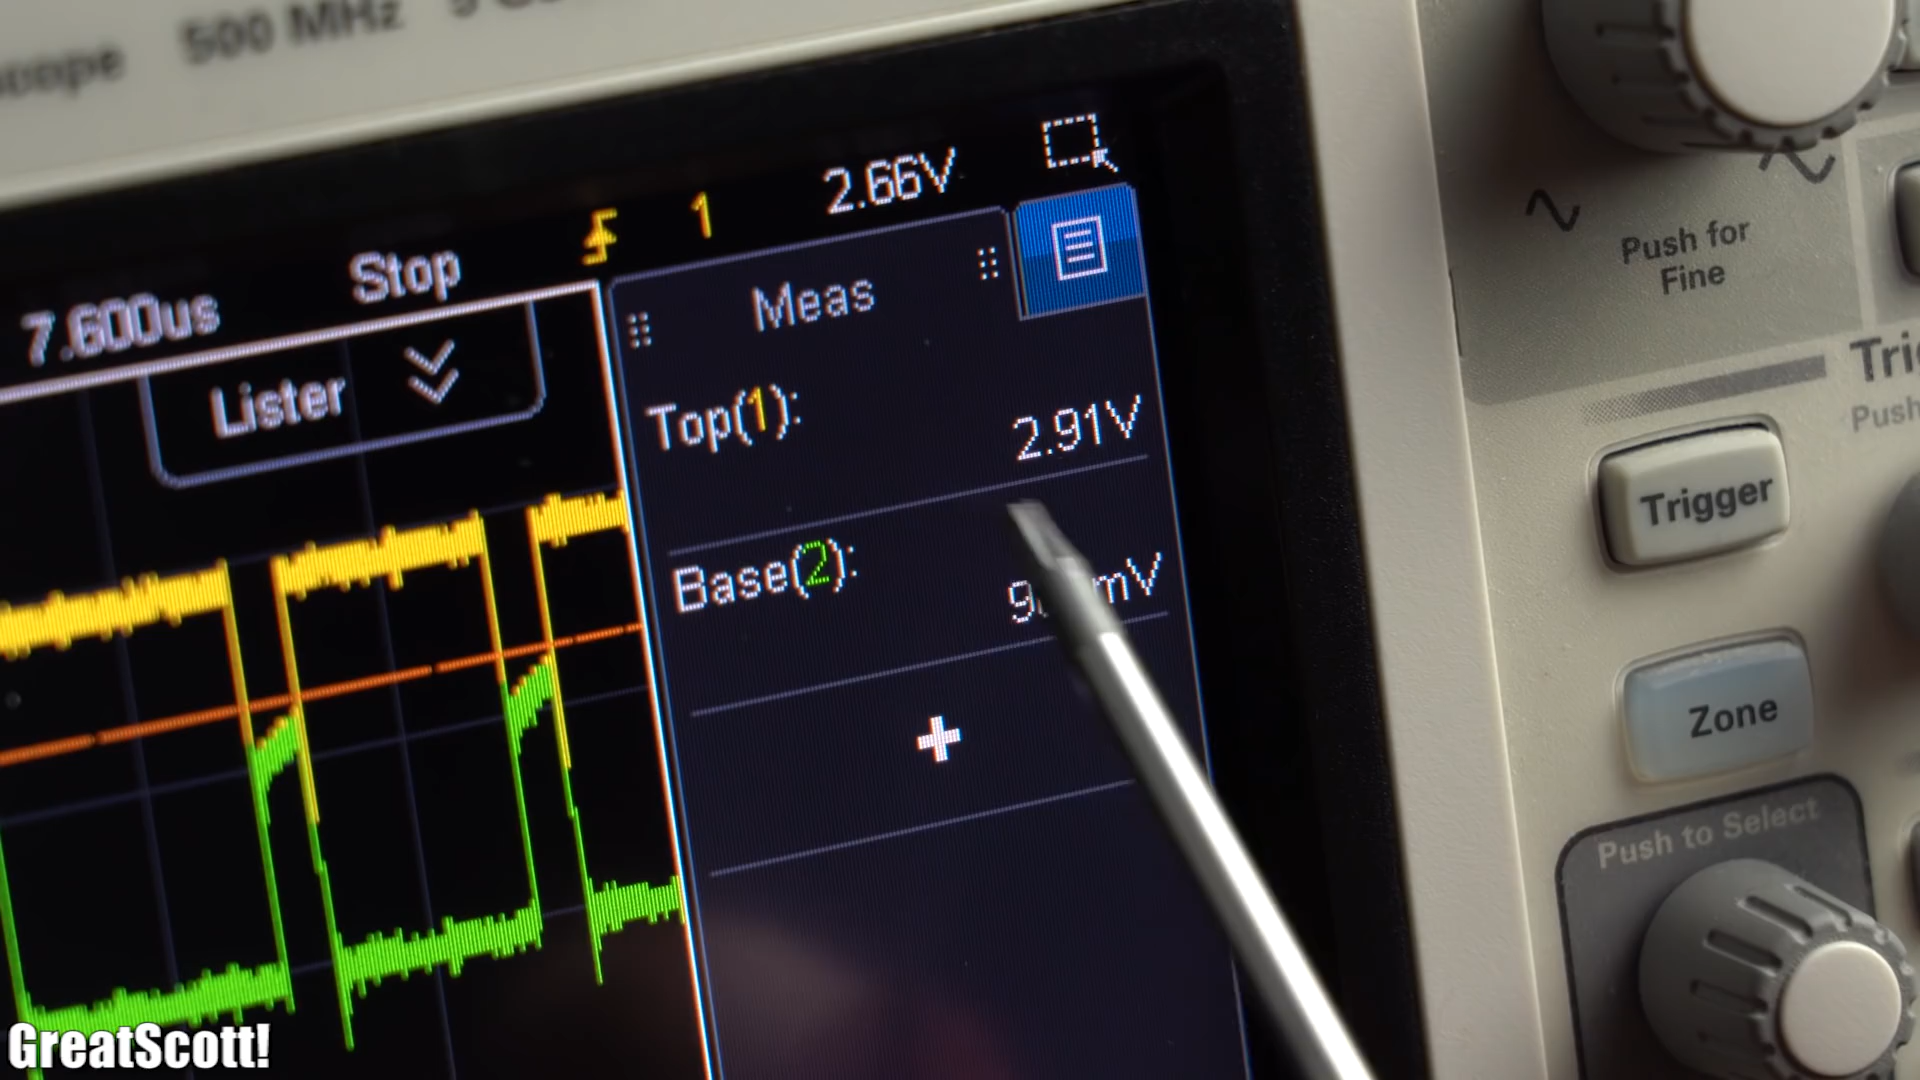 500 MHz
2.66V
1
Stop
7.600us
Meas
Lister
Top(1):
2.91V
Base(2):
Push for
Fine
Trigger
Zone
Push to Select
GreatScott!